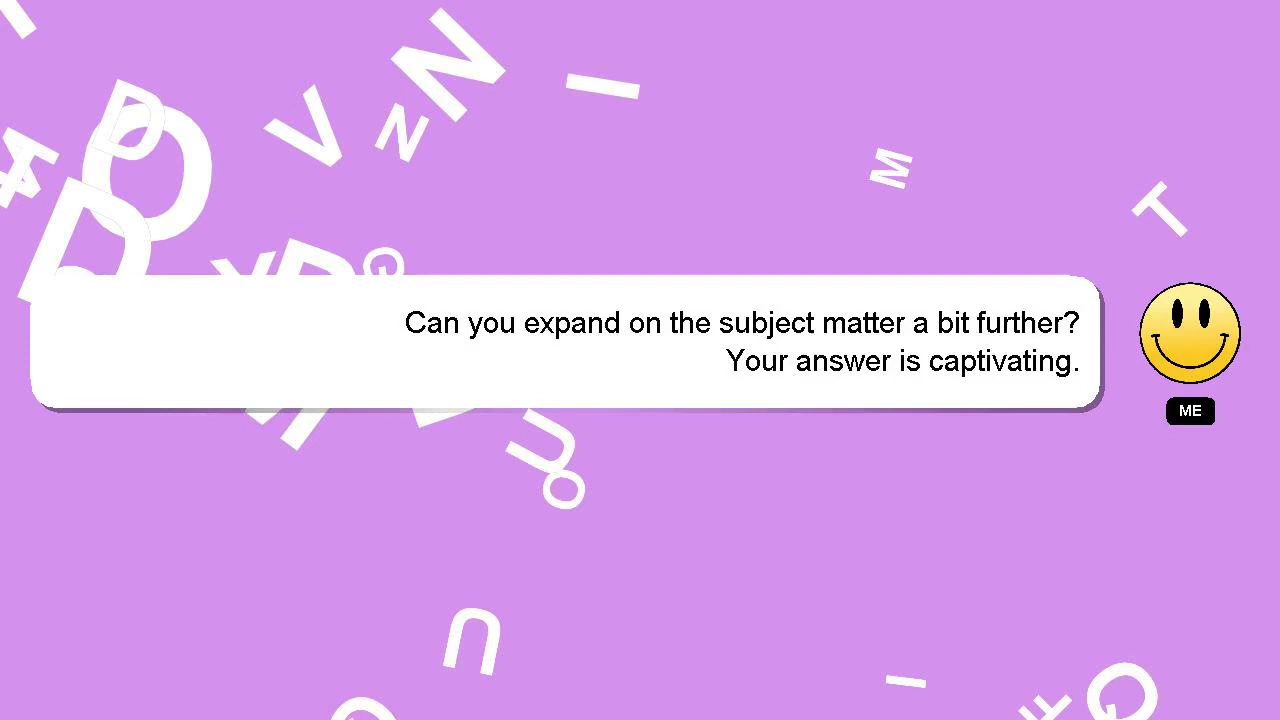 Can you expand on the subject matter a bit further?
Your answer is captivating.
ME